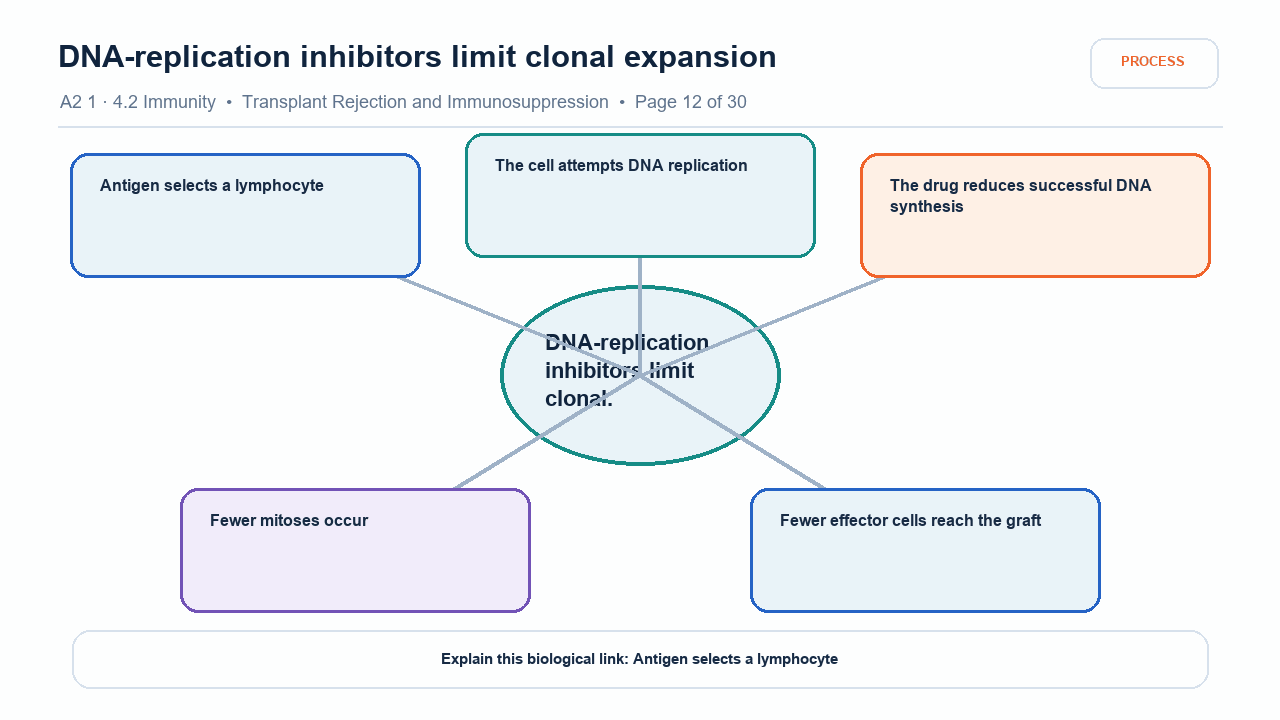 DNA-replication inhibitors limit clonal expansion
PROCESS
A2 1 · 4.2 Immunity • Transplant Rejection and Immunosuppression • Page 12 of 30
Antigen selects a lymphocyte
The cell attempts DNA replication
The drug reduces successful DNA
synthesis
DNA-replication
inhibitors limit
clonal.
Fewer mitoses occur
Fewer effector cells reach the graft
Explain this biological link: Antigen selects a lymphocyte